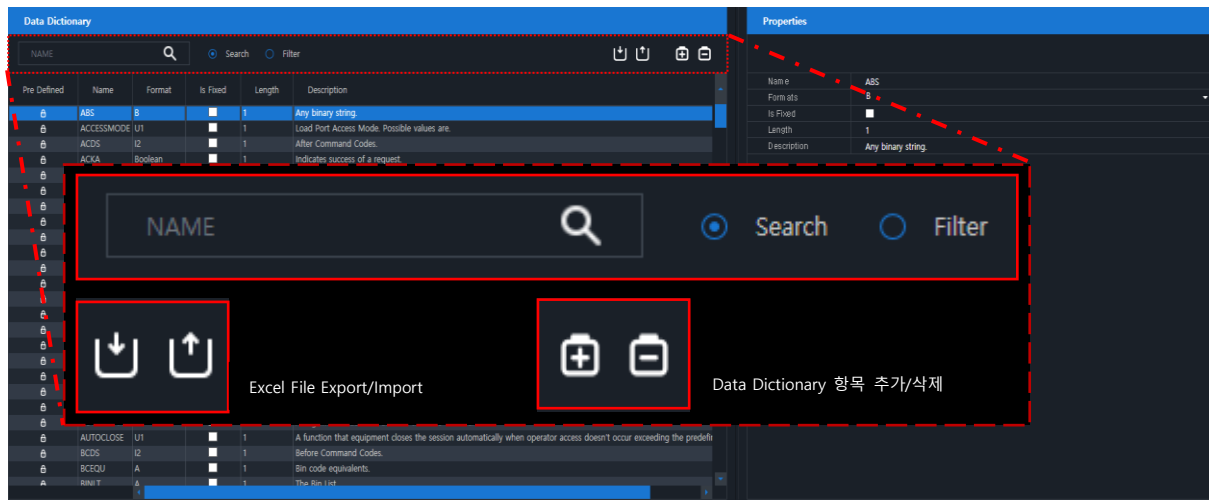 Data Dictionary
Properties
NAME
Search
Filter
Pre Defined Name Format Is Fixed Length Description
ABS B 1 Any binary string.
ACCESSMODE U1 1 Load Port Access Mode. Possible values are.
ACDS I2 1 After Command Codes.
ACKA Boolean 1 Indicates success of a request.
Name ABS
Formats B
Is Fixed
Length 1
Description Any binary string.
NAME
Search
Filter
Excel File Export/Import
Data Dictionary 항목 추가/삭제
AUTOCLOSE U1 1 A function that equipment closes the session automatically when operator access doesn't occur exceeding the predefi
BCDS I2 1 Before Command Codes.
BCEQU A 1 Bin code equivalents.
BINLT A 1 The Bin List.